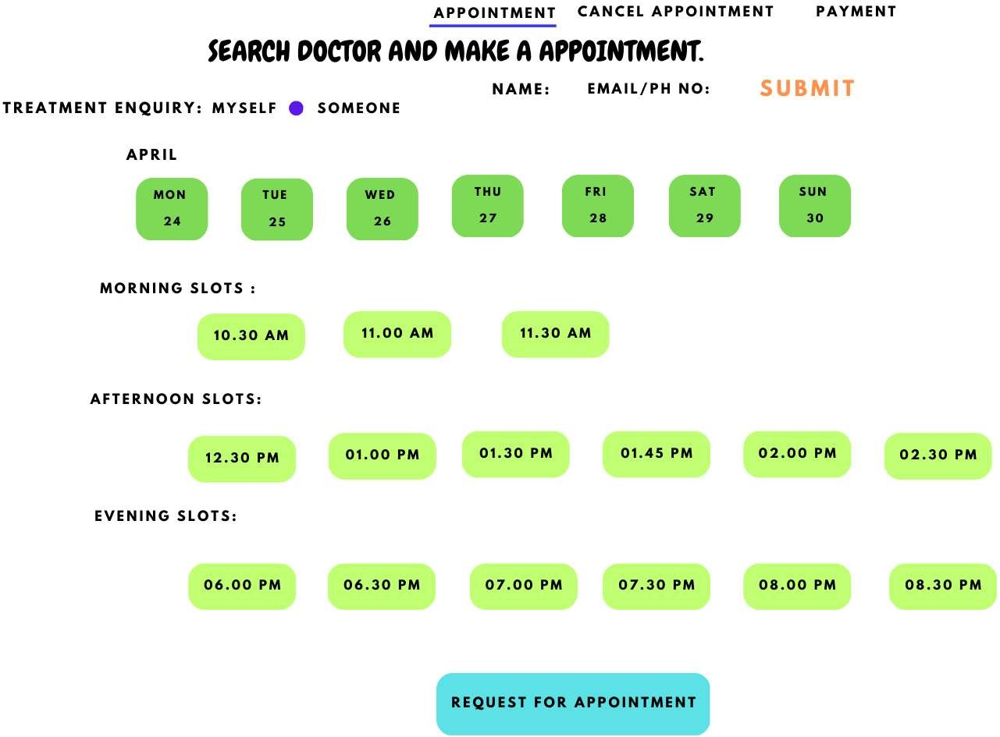 APPOINTMENT CANCEL APPOINTMENT PAYMENT
SEARCH DOCTOR AND MAKE A APPOINTMENT.
NAME: EMAIL/PH NO: SUBMIT
TREATMENT ENQUIRY: MYSELF SOMEONE
APRIL
MON TUE WED THU FRI SAT SUN
24 25 26 27 28 29 30
MORNING SLOTS :
10.30 AM 11.00 AM 11.30 AM
AFTERNOON SLOTS:
12.30 PM 01.00 PM 01.30 PM 01.45 PM 02.00 PM 02.30 PM
EVENING SLOTS:
06.00 PM 06.30 PM 07.00 PM 07.30 PM 08.00 PM 08.30 PM
REQUEST FOR APPOINTMENT